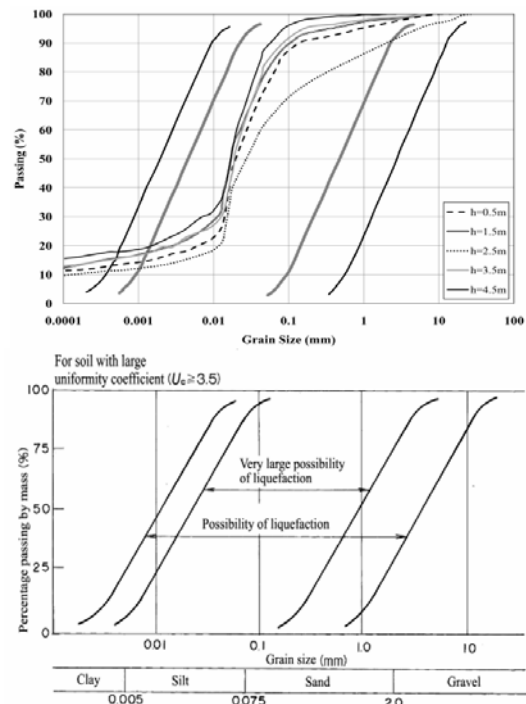 100
90
80
70
60
50
40
30
20
10
0
Passing (%)
h=0.5m
h=1.5m
h=2.5m
h=3.5m
h=4.5m
0.0001 0.001 0.01 0.1 1 10 100
Grain Size (mm)
For soil with large
uniformity coefficient (Uc≧3.5)
100
75
50
25
0
Percentage passing by mass (%)
Very large possibility
of liquefaction
Possibility of liquefaction
0.01 0.1 1.0 10
Grain size (mm)
Clay Silt Sand Gravel
0.005 0.075 2.0